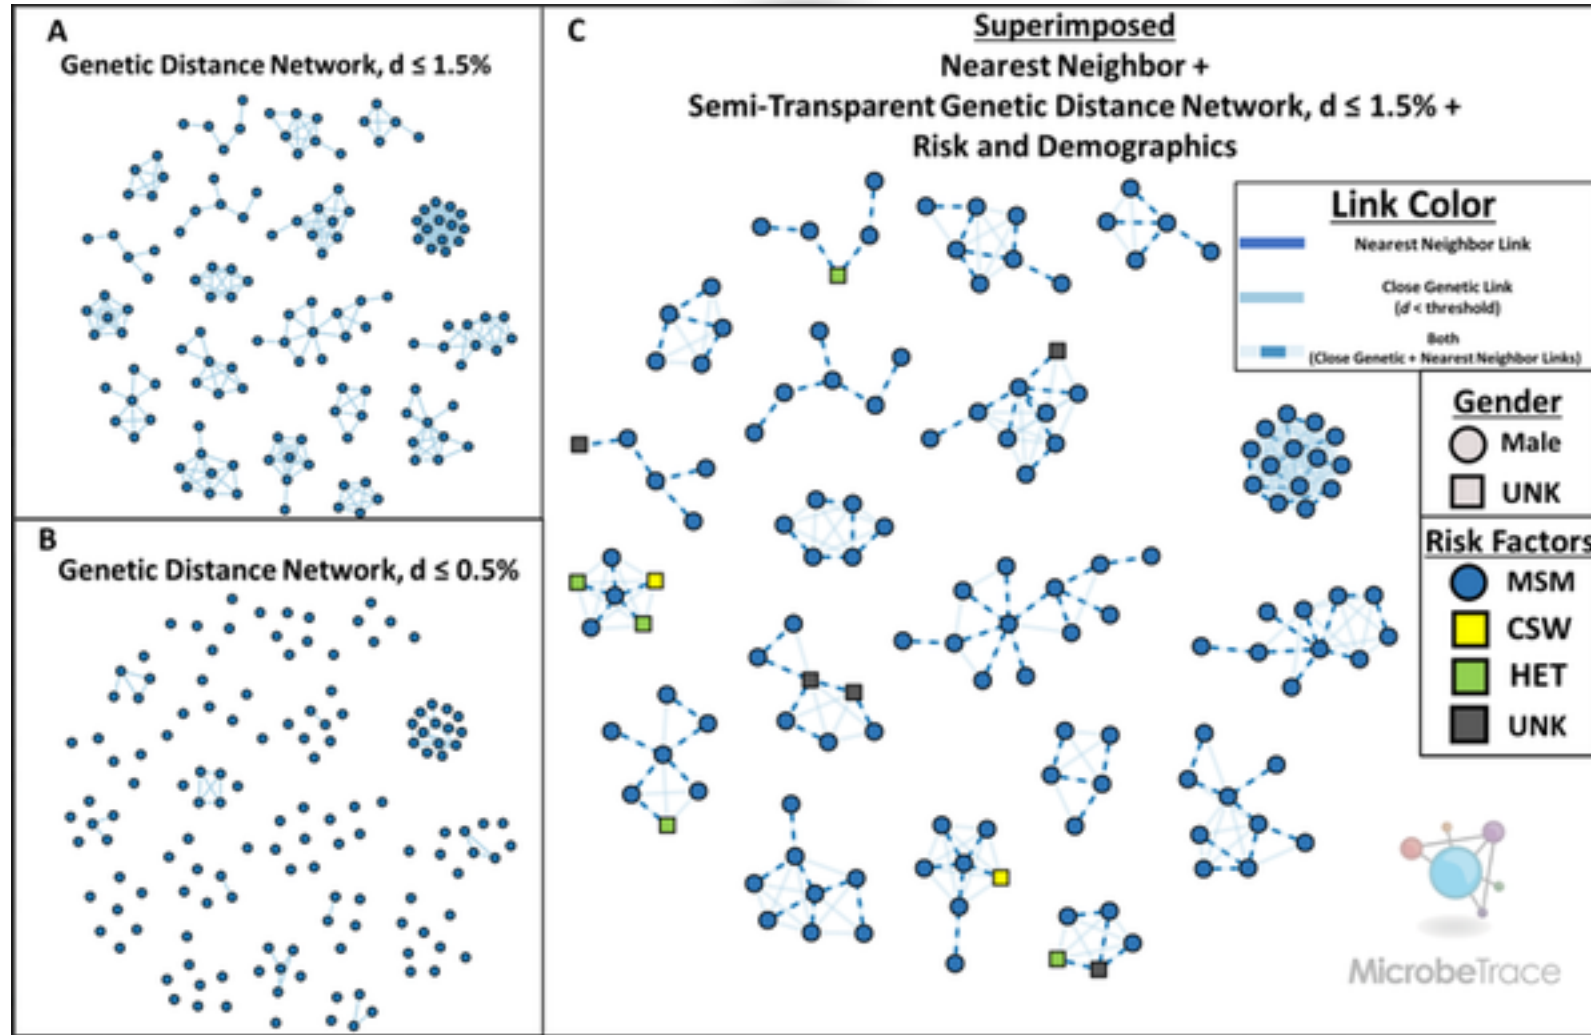 A
Genetic Distance Network, d ≤ 1.5%
B
Genetic Distance Network, d ≤ 0.5%
C
Superimposed
Nearest Neighbor +
Semi-Transparent Genetic Distance Network, d ≤ 1.5% +
Risk and Demographics
Link Color
Nearest Neighbor Link
Close Genetic Link
(d < threshold)
Both
(Close Genetic + Nearest Neighbor Links)
Gender
Male
UNK
Risk Factors
MSM
CSW
HET
UNK
MicrobeTrace